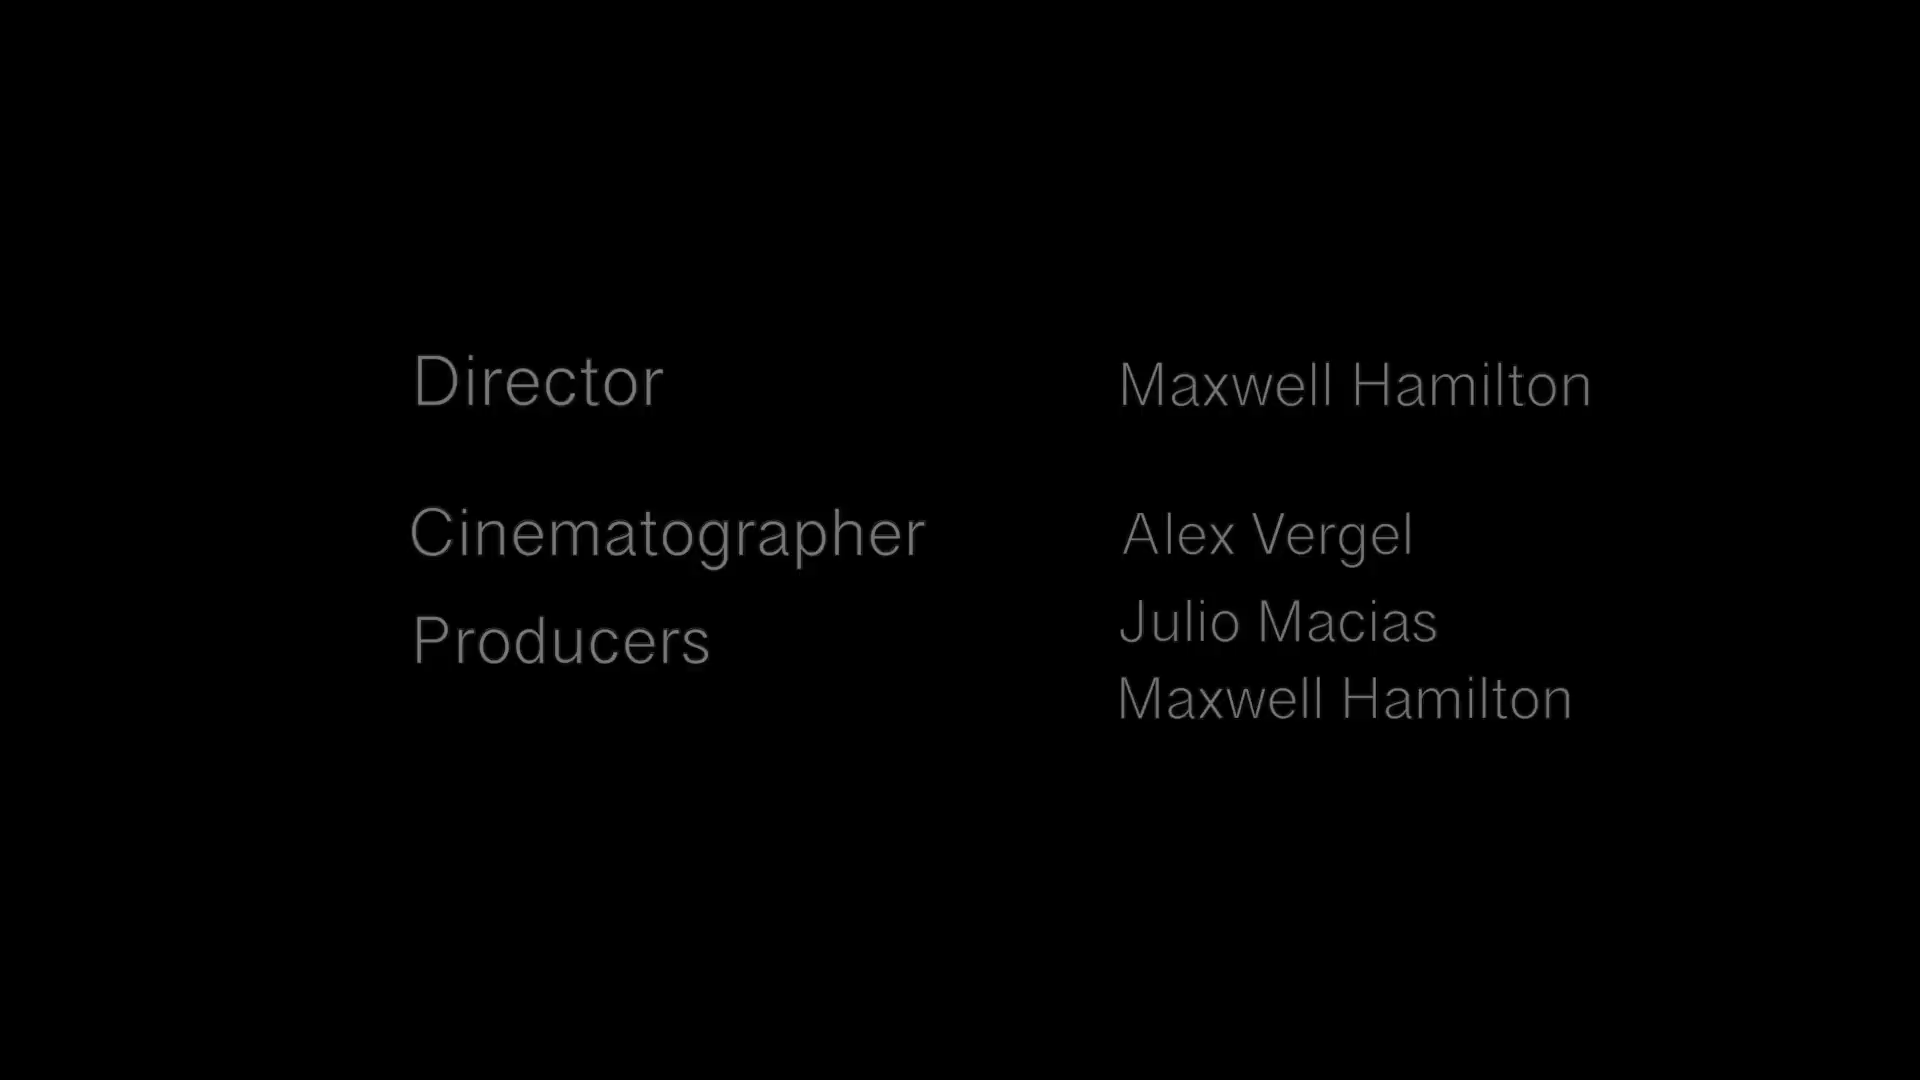 Director Maxwell Hamilton
Cinematographer Alex Vergel
Producers Julio Macias
Maxwell Hamilton